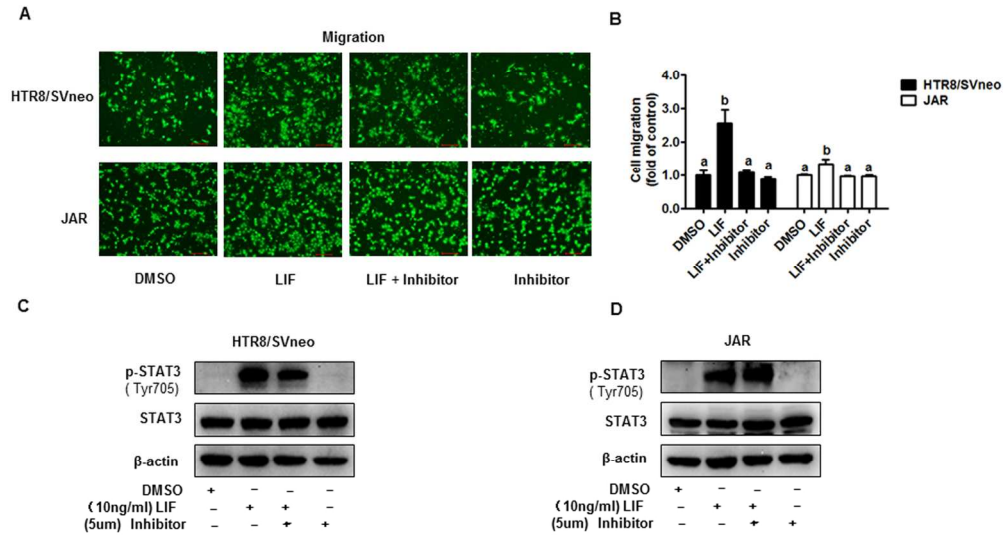 A
Migration
HTR8/SVneo
JAR
DMSO LIF LIF + Inhibitor Inhibitor
B
HTR8/SVneo
JAR
Cell migration
(fold of control)
4.0
3.0
2.0
1.0
0.0
a b a a a b a a
DMSO LIF LIF+Inbibitor Inhibitor DMSO LIF LIF+Inbibitor Inhibitor
C
HTR8/SVneo
p-STAT3
( Tyr705)
STAT3
β-actin
DMSO + − − −
(10ng/ml) LIF − + + −
(5um) Inhibitor − − + +
D
JAR
p-STAT3
( Tyr705)
STAT3
β-actin
DMSO + − − −
(10ng/ml) LIF − + + −
(5um) Inhibitor − − + +